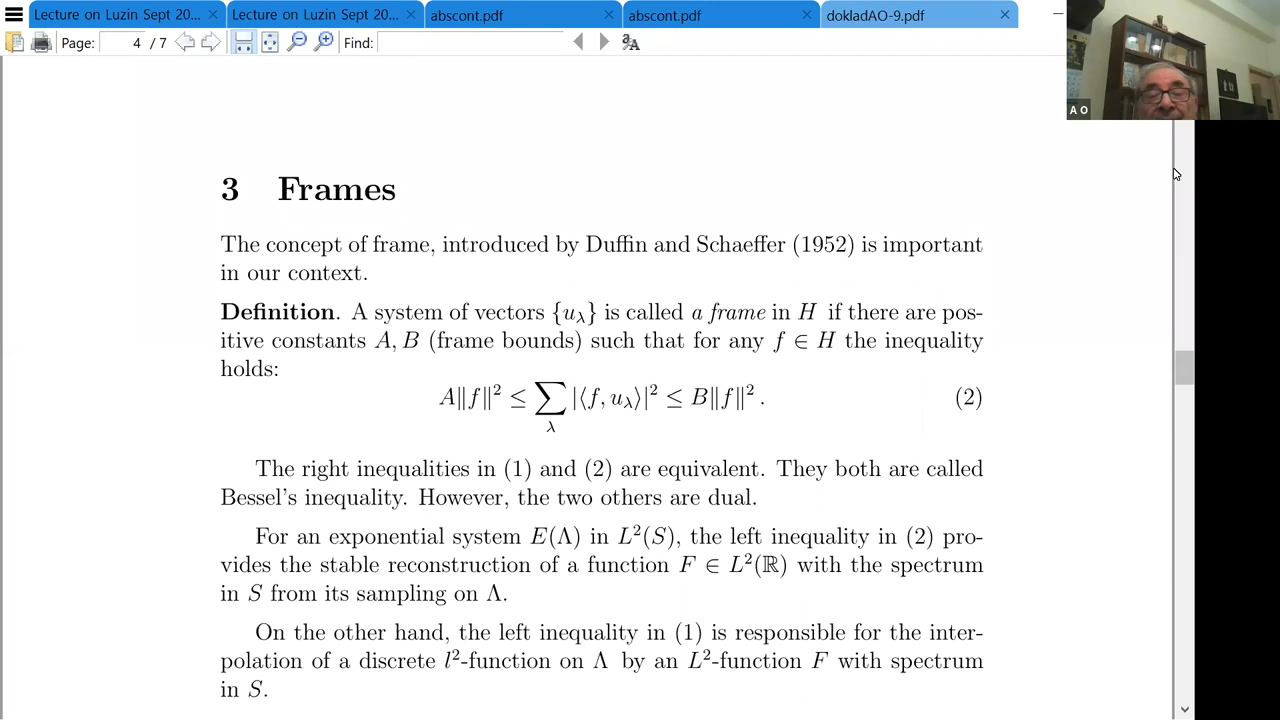 Lecture on Luzin Sept 20... × Lecture on Luzin Sept 20... × abscont.pdf × abscont.pdf × dokladAO-9.pdf ×
Page: 4 / 7 Find:
A O
3 Frames
The concept of frame, introduced by Duffin and Schaeffer (1952) is important
in our context.
Definition. A system of vectors {u_λ} is called a frame in H if there are pos-
itive constants A, B (frame bounds) such that for any f ∈ H the inequality
holds:
A‖f‖² ≤ ∑_λ |⟨f, u_λ⟩|² ≤ B‖f‖². (2)
The right inequalities in (1) and (2) are equivalent. They both are called
Bessel's inequality. However, the two others are dual.
For an exponential system E(Λ) in L²(S), the left inequality in (2) pro-
vides the stable reconstruction of a function F ∈ L²(ℝ) with the spectrum
in S from its sampling on Λ.
On the other hand, the left inequality in (1) is responsible for the inter-
polation of a discrete l²-function on Λ by an L²-function F with spectrum
in S.